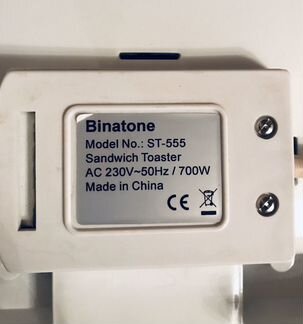 Binatone
Model No.: ST-555
Sandwich Toaster
AC 230V~50Hz / 700W
Made in China
CE